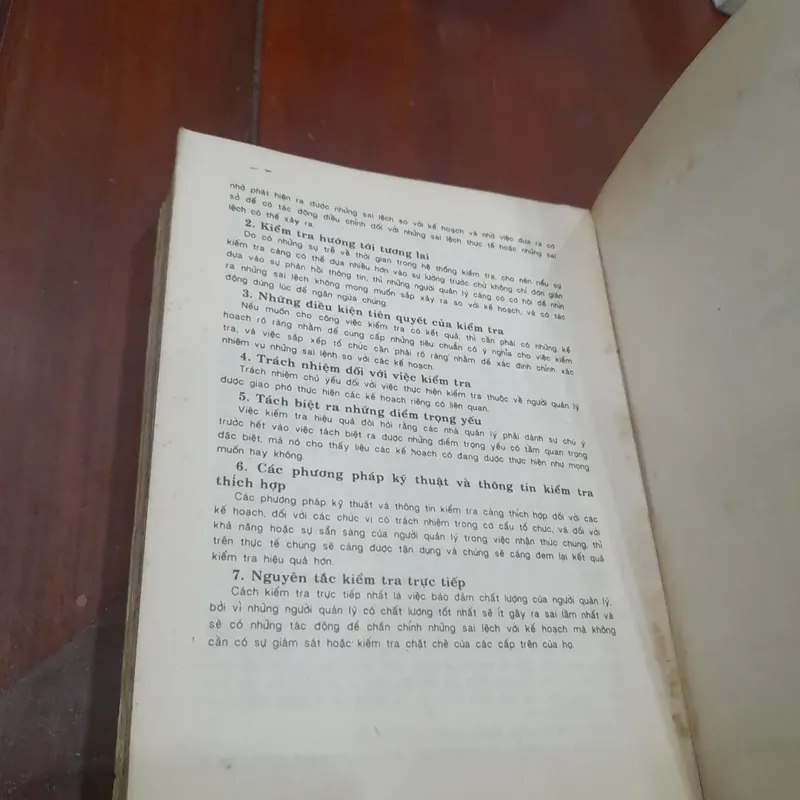 nhở phát hiện ra được những sai lệch so với kế hoạch và nhờ việc đưa ra cơ
sở để có tác động điều chỉnh đối với những sai lệch thực tế hoặc những sai
lệch có thể xảy ra.
2. Kiểm tra hướng tới tương lai
Do có những sự trễ về thời gian trong hệ thống kiểm tra, cho nên nếu sự
kiểm tra càng có thể dựa nhiều hơn vào sự lường trước chứ không chỉ đơn giản
dựa vào sự phản hồi thông tin, thì những người quản lý càng có cơ hội để nhìn
ra những sai lệch không mong muốn sắp xảy ra so với kế hoạch, và có tác
động đúng lúc để ngăn ngừa chúng.
3. Những điều kiện tiên quyết của kiểm tra
Nếu muốn cho công việc kiểm tra có kết quả, thì cần phải có những kế
hoạch rõ ràng nhằm để cung cấp những tiêu chuẩn có ý nghĩa cho việc kiểm
tra, và việc sắp xếp tổ chức cần phải rõ ràng nhằm để xác định chính xác
nhiệm vụ những sai lệnh so với các kế hoạch.
4. Trách nhiệm đối với việc kiểm tra
Trách nhiệm chủ yếu đối với việc thực hiện kiểm tra thuộc về người quản lý
được giao phó thực hiện các kế hoạch riêng có liên quan.
5. Tách biệt ra những điểm trọng yếu
Việc kiểm tra hiệu quả đòi hỏi rằng các nhà quản lý phải dành sự chú ý
trước hết vào việc tách biệt ra được những điểm trọng yếu có tầm quan trọng
đặc biệt, mà nó cho thấy liệu các kế hoạch có đang được thực hiện như mong
muốn hay không.
6. Các phương pháp kỹ thuật và thông tin kiểm tra
thích hợp
Các phương pháp kỹ thuật và thông tin kiểm tra càng thích hợp đối với các
kế hoạch, đối với các chức vị có trách nhiệm trong cơ cấu tổ chức, và đối với
khả năng hoặc sự sẵn sàng của người quản lý trong việc nhận thức chung, thì
trên thực tế chúng sẽ càng được tận dụng và chúng sẽ càng đem lại kết quả
kiểm tra hiệu quả hơn.
7. Nguyên tắc kiểm tra trực tiếp
Cách kiểm tra trực tiếp nhất là việc bảo đảm chất lượng của người quản lý,
bởi vì những người quản lý có chất lượng tốt nhất sẽ ít gây ra sai lầm nhất và
sẽ có những tác động để chấn chỉnh những sai lệch với kế hoạch mà không
cần có sự giám sát hoặc kiểm tra chặt chẽ của các cấp trên của họ.